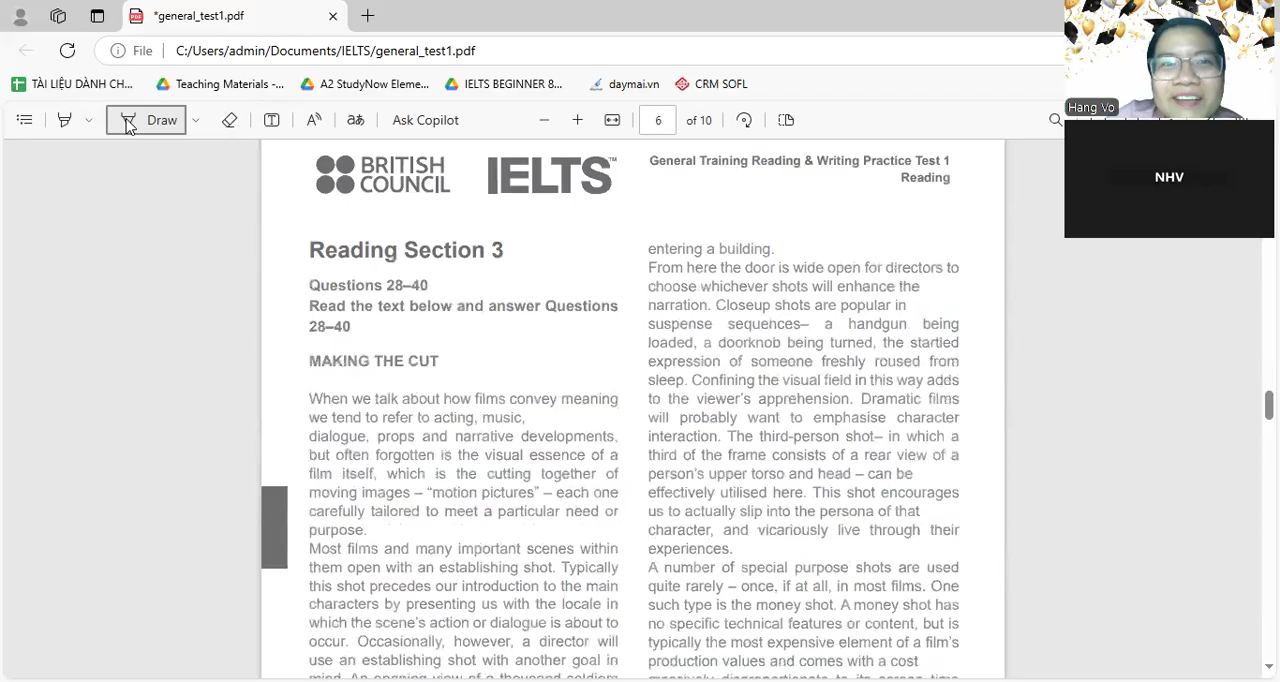 *general_test1.pdf
File
C:/Users/admin/Documents/IELTS/general_test1.pdf
TÀI LIỆU DÀNH CH...
Teaching Materials -...
A2 StudyNow Eleme...
IELTS BEGINNER 8...
daymai.vn
CRM SOFL
Draw
Ask Copilot
6
of 10
Hang Vo
NHV
BRITISH
COUNCIL
IELTS™
General Training Reading & Writing Practice Test 1
Reading
Reading Section 3
Questions 28–40
Read the text below and answer Questions
28–40
MAKING THE CUT
When we talk about how films convey meaning
we tend to refer to acting, music,
dialogue, props and narrative developments,
but often forgotten is the visual essence of a
film itself, which is the cutting together of
moving images – “motion pictures” – each one
carefully tailored to meet a particular need or
purpose.
Most films and many important scenes within
them open with an establishing shot. Typically
this shot precedes our introduction to the main
characters by presenting us with the locale in
which the scene's action or dialogue is about to
occur. Occasionally, however, a director will
use an establishing shot with another goal in
mind. An opening view of a thousand soldiers
entering a building.
From here the door is wide open for directors to
choose whichever shots will enhance the
narration. Closeup shots are popular in
suspense sequences– a handgun being
loaded, a doorknob being turned, the startled
expression of someone freshly roused from
sleep. Confining the visual field in this way adds
to the viewer's apprehension. Dramatic films
will probably want to emphasise character
interaction. The third-person shot– in which a
third of the frame consists of a rear view of a
person's upper torso and head – can be
effectively utilised here. This shot encourages
us to actually slip into the persona of that
character, and vicariously live through their
experiences.
A number of special purpose shots are used
quite rarely – once, if at all, in most films. One
such type is the money shot. A money shot has
no specific technical features or content, but is
typically the most expensive element of a film's
production values and comes with a cost
massively disproportionate to its screen time